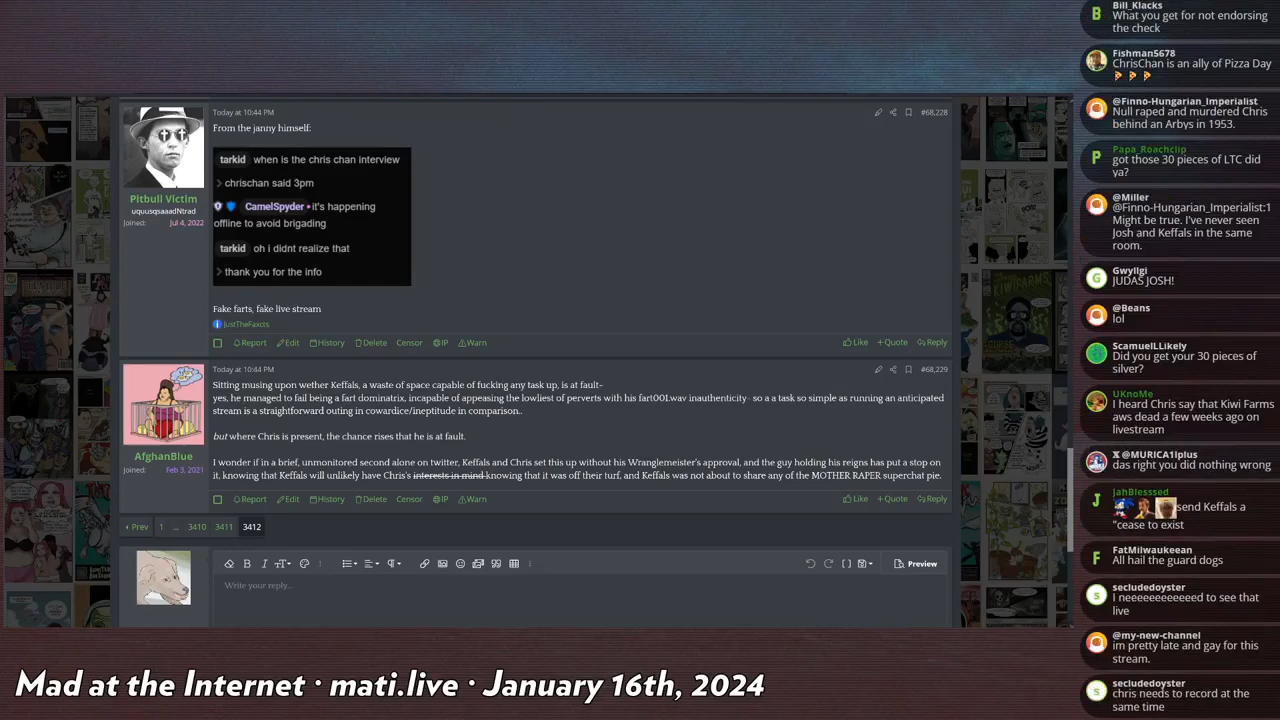 Today at 10:44 PM
#68,228
From the janny himself:
tarkid when is the chris chan interview
chrischan said 3pm
CamelSpyder • it's happening
offline to avoid brigading
tarkid oh i didnt realize that
thank you for the info
Pitbull Victim
uquusqsaaadNtrad
Joined: Jul 4, 2022
Fake farts, fake live stream
JustTheFaxcts
Report Edit History Delete Censor IP Warn
Like +Quote Reply
Today at 10:44 PM
#68,229
Sitting musing upon wether Keffals, a waste of space capable of fucking any task up, is at fault-
yes, he managed to fail being a fart dominatrix, incapable of appeasing the lowliest of perverts with his fart001.wav inauthenticity- so a a task so simple as running an anticipated
stream is a straightforward outing in cowardice/ineptitude in comparison..
but where Chris is present, the chance rises that he is at fault.
I wonder if in a brief, unmonitored second alone on twitter, Keffals and Chris set this up without his Wranglemeister's approval, and the guy holding his reigns has put a stop on
it, knowing that Keffals will unlikely have Chris's interests in mind knowing that it was off their turf, and Keffals was not about to share any of the MOTHER RAPER superchat pie.
AfghanBlue
Joined: Feb 3, 2021
Report Edit History Delete Censor IP Warn
Like +Quote Reply
Prev 1 ... 3410 3411 3412
Preview
Write your reply...
Mad at the Internet · mati.live · January 16th, 2024
B
Bill_Klacks
What you get for not endorsing
the check
Fishman5678
ChrisChan is an ally of Pizza Day
@Finno-Hungarian_Imperialist
Null raped and murdered Chris
behind an Arbys in 1953.
P
Papa_Roachclip
got those 30 pieces of LTC did
ya?
@Miller
@Finno-Hungarian_Imperialist:1
Might be true. I've never seen
Josh and Keffals in the same
room.
G
Gwyllgi
JUDAS JOSH!
@Beans
lol
ScamuelLLikely
Did you get your 30 pieces of
silver?
UKnoMe
I heard Chris say that Kiwi Farms
aws dead a few weeks ago on
livestream
X @MURICA1plus
das right you did nothing wrong
J
JahBlesssed
send Keffals a
"cease to exist
F
FatMilwaukeean
All hail the guard dogs
s
secludedoyster
I neeeeeeeeeeed to see that
live
@my-new-channel
im pretty late and gay for this
stream.
s
secludedoyster
chris needs to record at the
same time